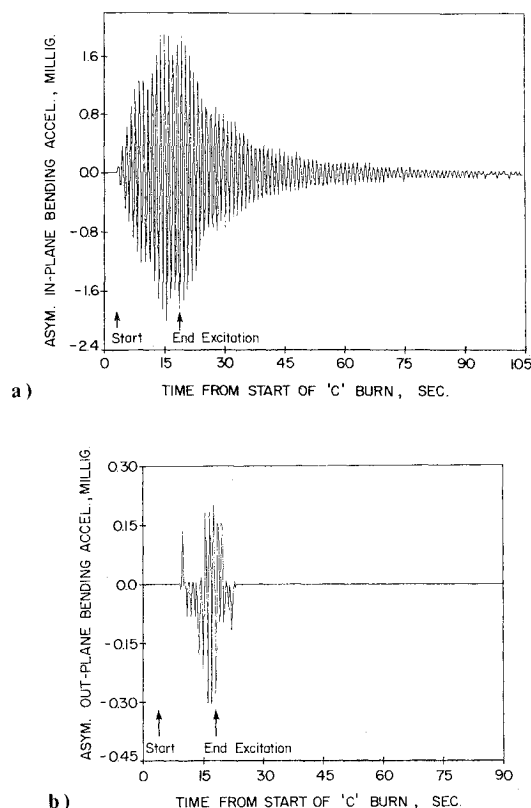 ASYM. IN-PLANE BENDING ACCEL., MILLIG.
1.6
0.8
0.0
-0.8
-1.6
-2.4
Start
End Excitation
0 15 30 45 60 75 90 105
TIME FROM START OF 'C' BURN, SEC.
a)
ASYM. OUT-PLANE BENDING ACCEL., MILLIG.
0.30
0.15
0.0
-0.15
-0.30
-0.45
Start
End Excitation
0 15 30 45 60 75 90
TIME FROM START OF 'C' BURN, SEC.
b)